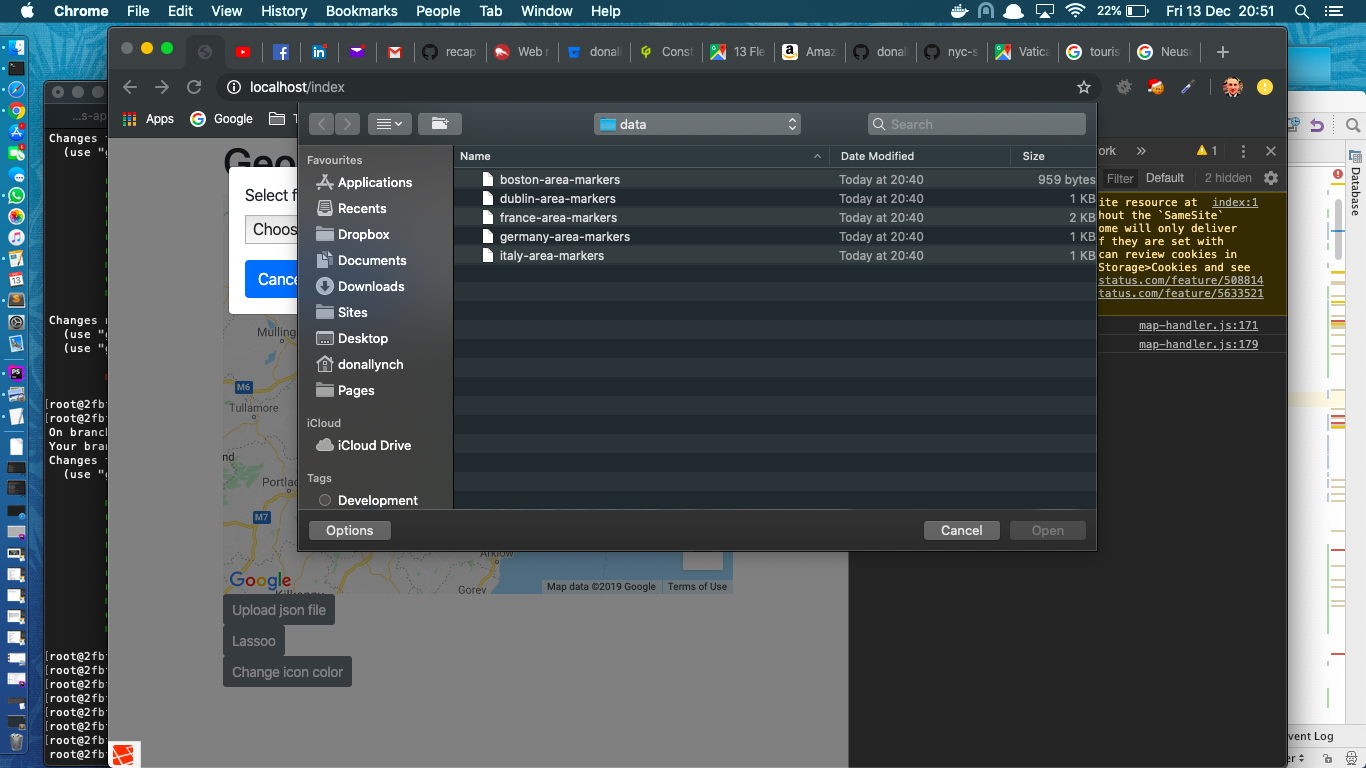 Chrome File Edit View History Bookmarks People Tab Window Help
22% Fri 13 Dec 20:51
recap
Web r
donall
Const
13 Fle
Amaz
donal
nyc-s
Vatica
touris
Neuse
localhost/index
Apps Google
data
Search
Favourites
Applications
Recents
Dropbox
Documents
Downloads
Sites
Desktop
donallynch
Pages
iCloud
iCloud Drive
Tags
Development
Name Date Modified Size
boston-area-markers Today at 20:40 959 bytes
dublin-area-markers Today at 20:40 1 KB
france-area-markers Today at 20:40 2 KB
germany-area-markers Today at 20:40 1 KB
italy-area-markers Today at 20:40 1 KB
Options Cancel Open
Geo
Select f
Choos
Cance
Mulling
M6
Tullamore
nd
Portlao
M7
Arklow
Gorey
Kilkenny
Google
Map data ©2019 Google Terms of Use
Upload json file
Lassoo
Change icon color
...s-ap
Changes
(use "g
Changes
(use "g
(use "g
[root@2fb
[root@2fb
On branch
Your bran
Changes
(use "g
[root@2fb
[root@2fb
[root@2fb
[root@2fb
[root@2fb
[root@2fb
[root@2fb
root@2fb
ork » 1
Filter Default 2 hidden
ite resource at index:1
hout the `SameSite`
ome will only deliver
f they are set with
can review cookies in
Storage>Cookies and see
status.com/feature/508814
status.com/feature/5633521
map-handler.js:171
map-handler.js:179
Database
vent Log
er